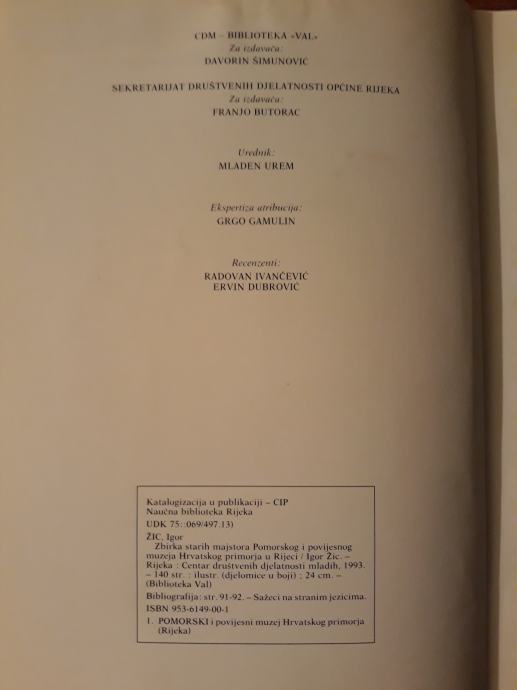 CDM – BIBLIOTEKA »VAL«
Za izdavača:
DAVORIN ŠIMUNOVIĆ
SEKRETARIJAT DRUŠTVENIH DJELATNOSTI OPĆINE RIJEKA
Za izdavača:
FRANJO BUTORAC
Urednik:
MLADEN UREM
Ekspertiza atribucija:
GRGO GAMULIN
Recenzenti:
RADOVAN IVANČEVIĆ
ERVIN DUBROVIĆ
Katalogizacija u publikaciji – CIP
Naučna biblioteka Rijeka
UDK 75: :069/497.13)
ŽIC, Igor
Zbirka starih majstora Pomorskog i povijesnog
muzeja Hrvatskog primorja u Rijeci / Igor Žic. –
Rijeka : Centar društvenih djelatnosti mladih, 1993.
– 140 str. : ilustr. (djelomice u boji) ; 24 cm. –
(Biblioteka Val)
Bibliografija: str. 91-92. – Sažeci na stranim jezicima.
ISBN 953-6149-00-1
1. POMORSKI i povijesni muzej Hrvatskog primorja
(Rijeka)